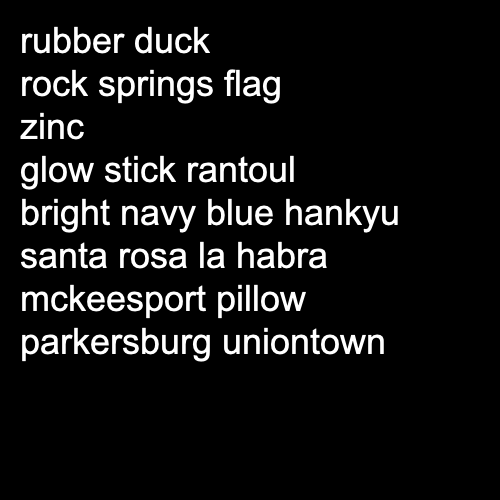 rubber duck
rock springs flag
zinc
glow stick rantoul
bright navy blue hankyu
santa rosa la habra
mckeesport pillow
parkersburg uniontown